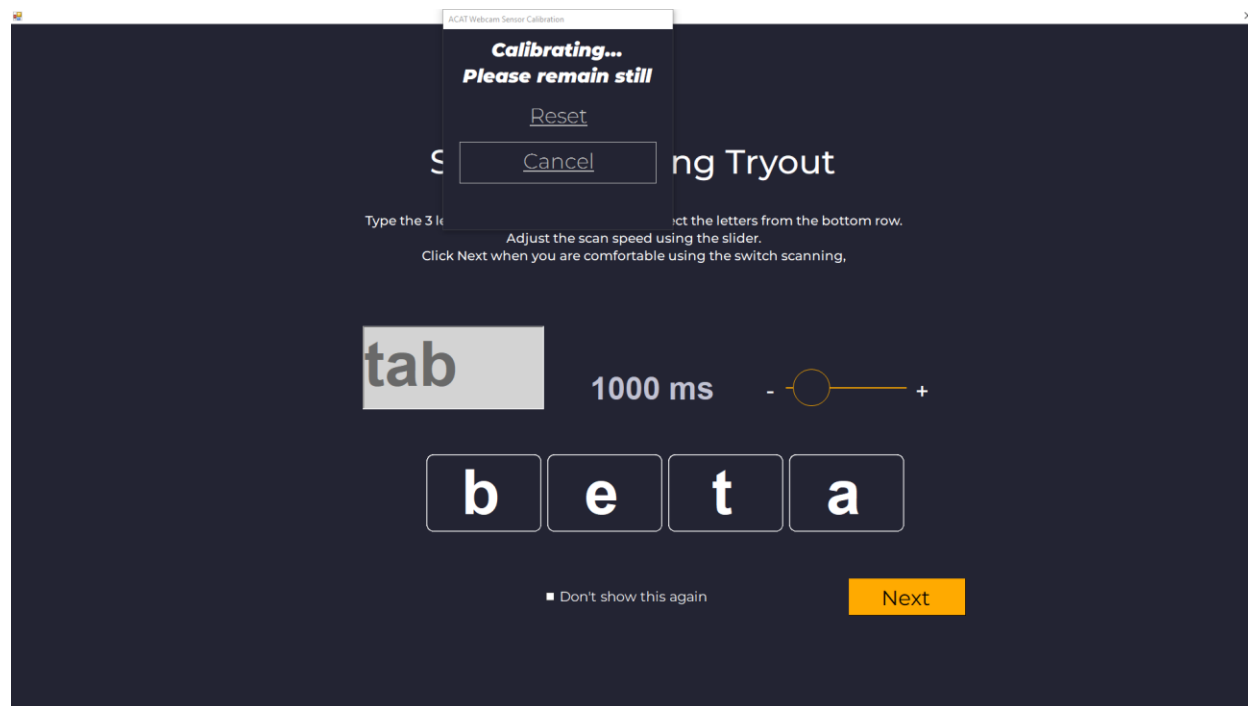 ACAT Webcam Sensor Calibration
Calibrating...
Please remain still
Reset
Cancel
ng Tryout
Type the 3 ect the letters from the bottom row.
Adjust the scan speed using the slider.
Click Next when you are comfortable using the switch scanning,
tab
1000 ms
- +
b e t a
Don't show this again
Next